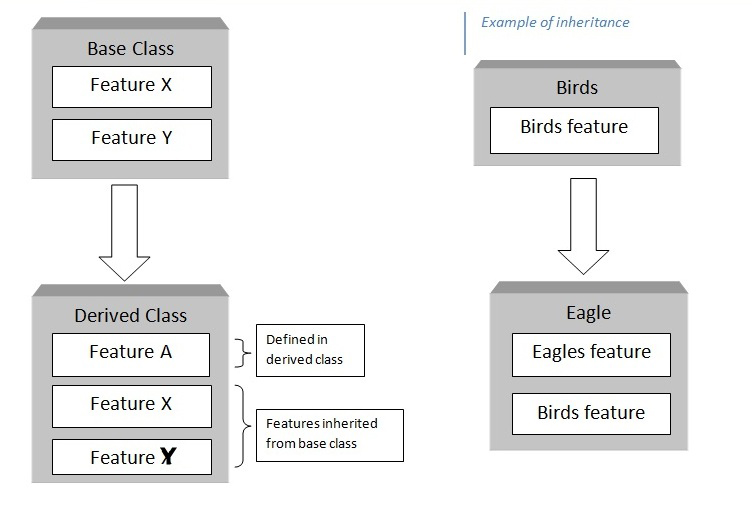 Base Class
Feature X
Feature Y
Derived Class
Feature A
Defined in
derived class
Feature X
Features inherited
from base class
Feature Y
Example of inheritance
Birds
Birds feature
Eagle
Eagles feature
Birds feature